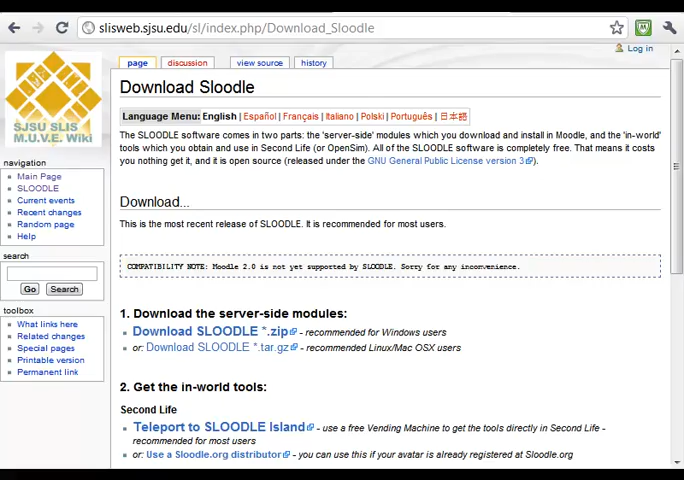 slisweb.sjsu.edu/sl/index.php/Download_Sloodle
Log in
page
discussion
view source
history
SJSU SLIS
M.U.V.E. Wiki
navigation
Main Page
SLOODLE
Current events
Recent changes
Random page
Help
search
Go
Search
toolbox
What links here
Related changes
Special pages
Printable version
Permanent link
Download Sloodle
Language Menu: English | Español | Français | Italiano | Polski | Português | 日本語
The SLOODLE software comes in two parts: the 'server-side' modules which you download and install in Moodle, and the 'in-world'
tools which you obtain and use in Second Life (or OpenSim). All of the SLOODLE software is completely free. That means it costs
you nothing get it, and it is open source (released under the GNU General Public License version 3).
Download...
This is the most recent release of SLOODLE. It is recommended for most users.
COMPATIBILITY NOTE: Moodle 2.0 is not yet supported by SLOODLE. Sorry for any inconvenience.
1. Download the server-side modules:
Download SLOODLE *.zip - recommended for Windows users
or: Download SLOODLE *.tar.gz - recommended Linux/Mac OSX users
2. Get the in-world tools:
Second Life
Teleport to SLOODLE Island - use a free Vending Machine to get the tools directly in Second Life -
recommended for most users
or: Use a Sloodle.org distributor - you can use this if your avatar is already registered at Sloodle.org